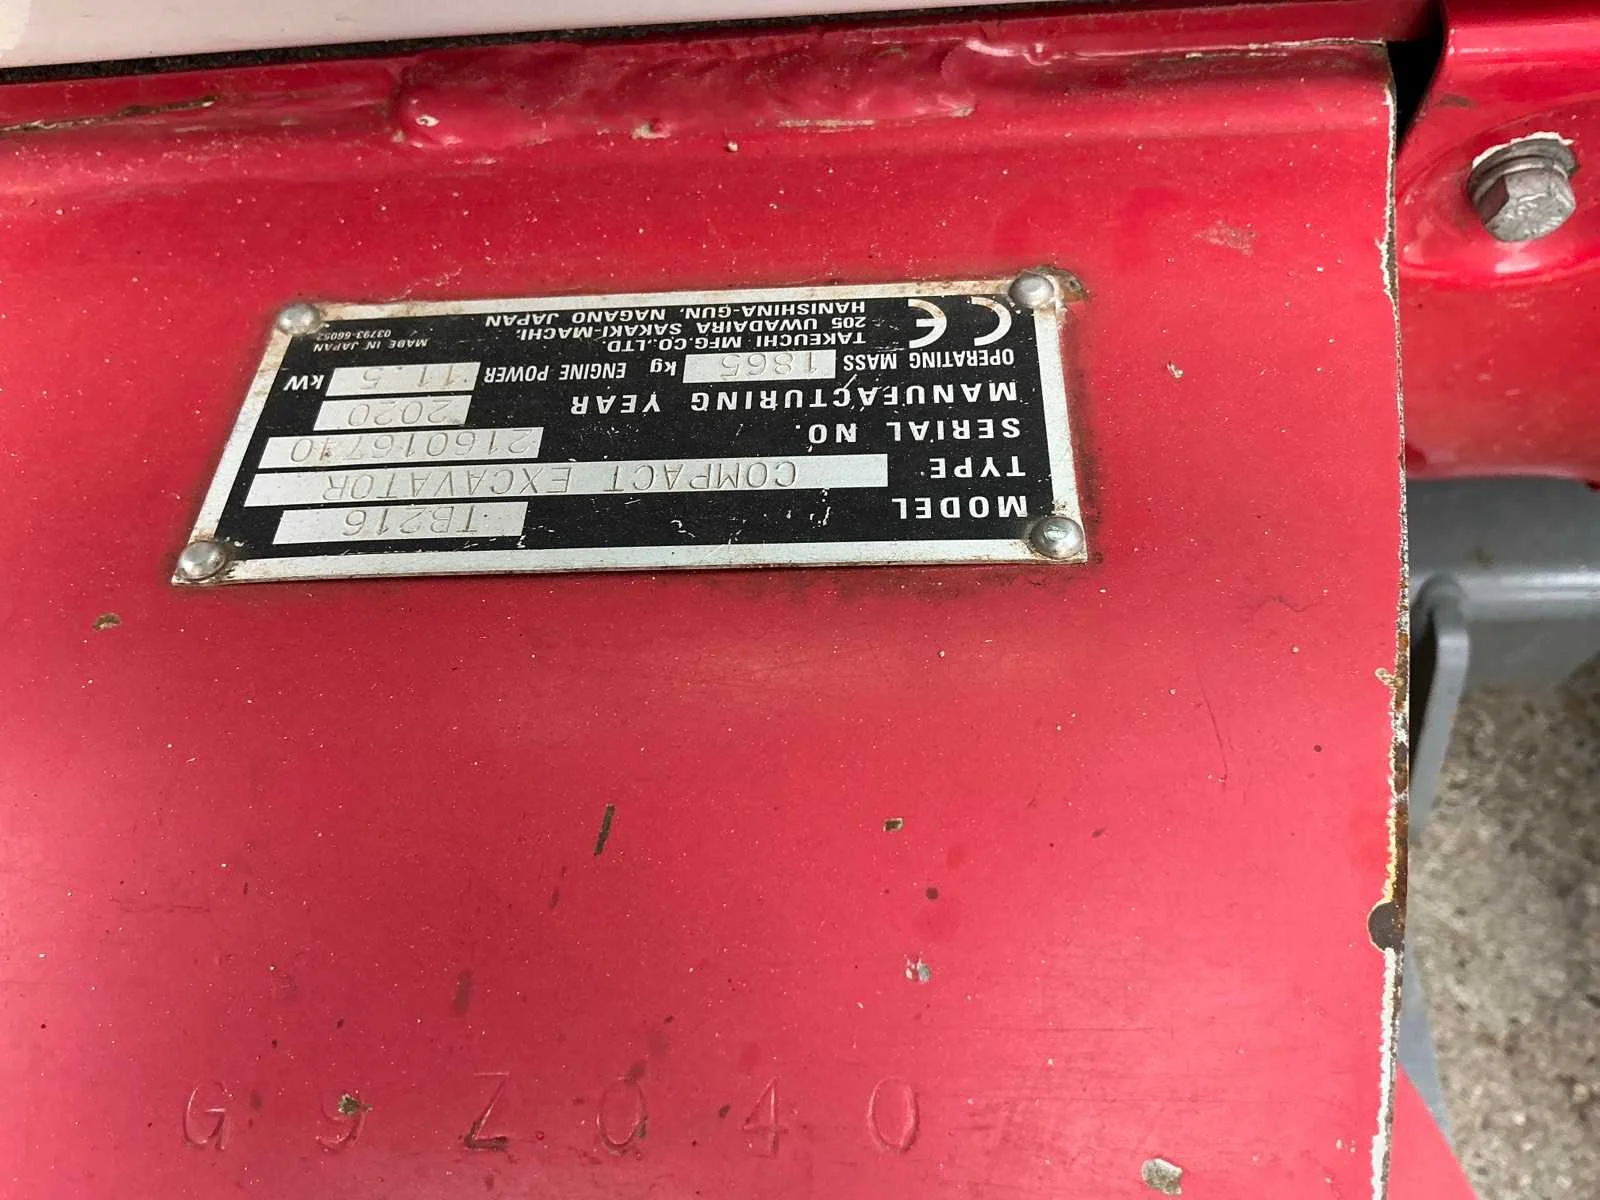 MODEL TB216
TYPE COMPACT EXCAVATOR
SERIAL NO. 216016740
MANUFACTURING YEAR 2020
OPERATING MASS 1865 kg ENGINE POWER 11.5 kW
CE
TAKEUCHI MFG.CO.,LTD.
205 UWADAIRA SAKAKI-MACHI,
HANISHINA-GUN, NAGANO JAPAN
MADE IN JAPAN
03793-66052
G9Z040